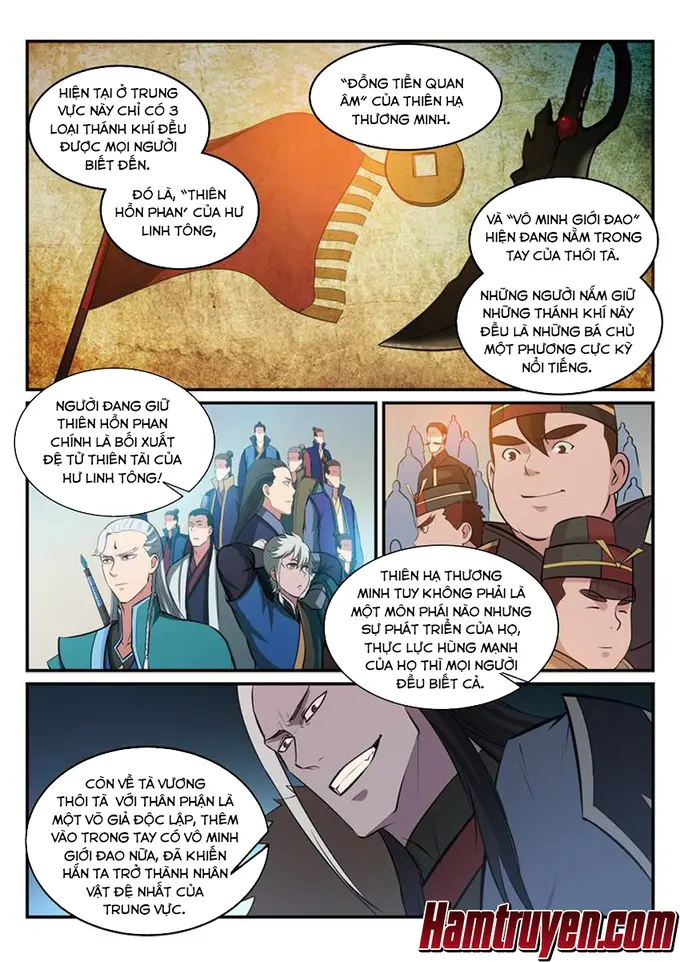 HIỆN TẠI Ở TRUNG
VỰC NÀY CHỈ CÓ 3
LOẠI THÁNH KHÍ ĐỀU
ĐƯỢC MỌI NGƯỜI
BIẾT ĐẾN.
ĐÓ LÀ, “THIÊN
HỒN PHAN’ CỦA HƯ
LINH TÔNG,
“ĐỒNG TIỀN QUAN
ÂM” CỦA THIÊN HẠ
THƯƠNG MINH.
VÀ “VÔ MINH GIỚI ĐAO”
HIỆN ĐANG NẰM TRONG
TAY CỦA THÔI TÀ.
NHỮNG NGƯỜI NẮM GIỮ
NHỮNG THÁNH KHÍ NÀY
ĐỀU LÀ NHỮNG BÁ CHỦ
MỘT PHƯƠNG CỰC KỲ
NỔI TIẾNG.
NGƯỜI ĐANG GIỮ
THIÊN HỒN PHAN
CHÍNH LÀ BỐI XUẤT
ĐỆ TỬ THIÊN TÀI CỦA
HƯ LINH TÔNG!
THIÊN HẠ THƯƠNG
MINH TUY KHÔNG PHẢI LÀ
MỘT MÔN PHÁI NÀO NHƯNG
SỰ PHÁT TRIỂN CỦA HỌ,
THỰC LỰC HÙNG MẠNH
CỦA HỌ THÌ MỌI NGƯỜI
ĐỀU BIẾT CẢ.
CÒN VỀ TÀ VƯƠNG
THÔI TÀ VỚI THÂN PHẬN LÀ
MỘT VÕ GIẢ ĐỘC LẬP, THÊM
VÀO TRONG TAY CÓ VÔ MINH
GIỚI ĐAO NỮA, ĐÃ KHIẾN
HẮN TA TRỞ THÀNH NHÂN
VẬT ĐỆ NHẤT CỦA
TRUNG VỰC.
Hamtruyen.com